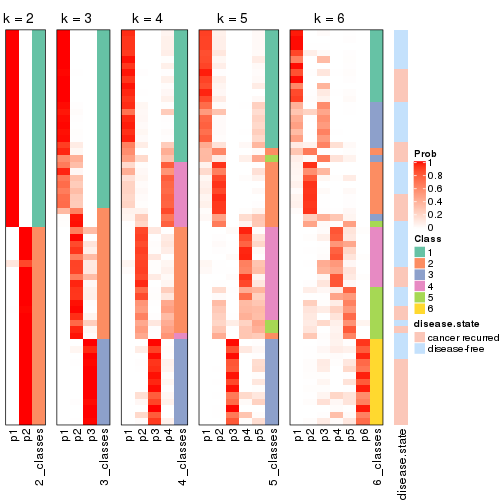 k = 2
k = 3
k = 4
k = 5
k = 6
Prob
1
0.8
0.6
0.4
0.2
0
Class
1
2
3
4
5
6
disease.state
cancer recurred
disease-free
p1
p2
2_classes
p1
p2
p3
3_classes
p1
p2
p3
p4
4_classes
p1
p2
p3
p4
p5
5_classes
p1
p2
p3
p4
p5
p6
6_classes
disease.state